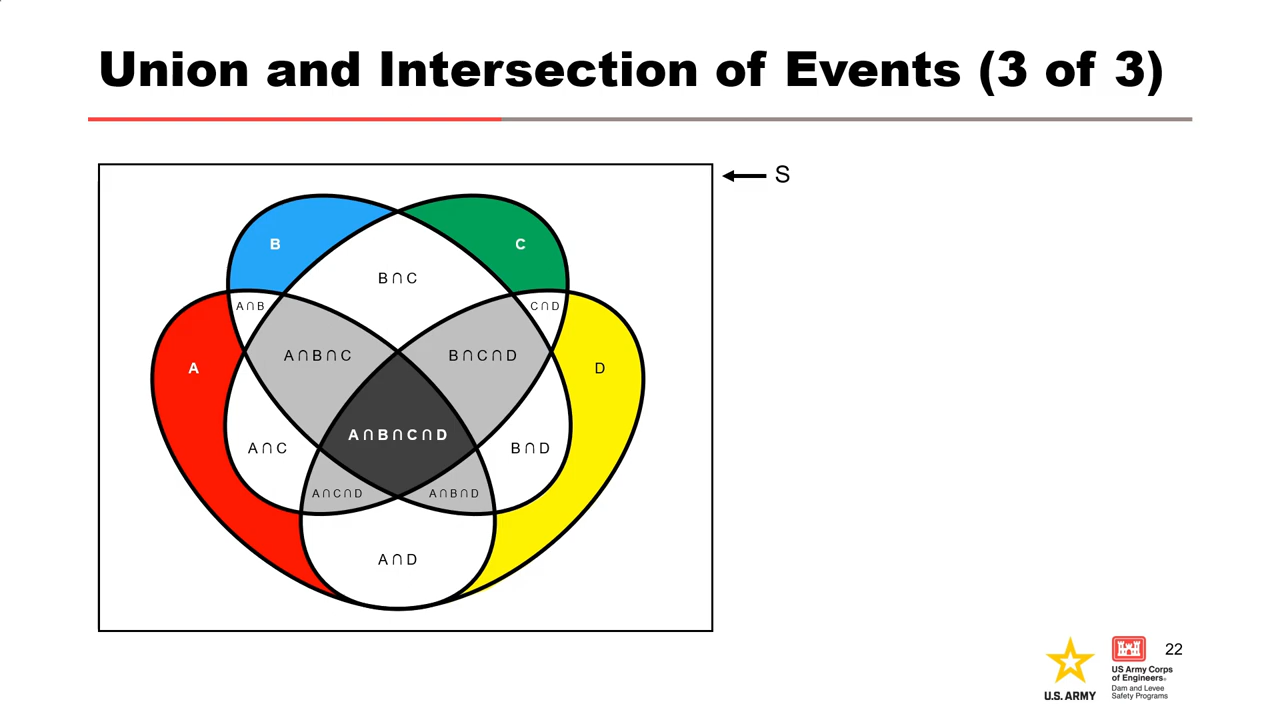 Union and Intersection of Events (3 of 3)
S
B
C
B∩C
A∩B
C∩D
A∩B∩C
B∩C∩D
A
D
A∩B∩C∩D
A∩C
B∩D
A∩C∩D
A∩B∩D
A∩D
22
U.S. ARMY
US Army Corps
of Engineers®
Dam and Levee
Safety Programs